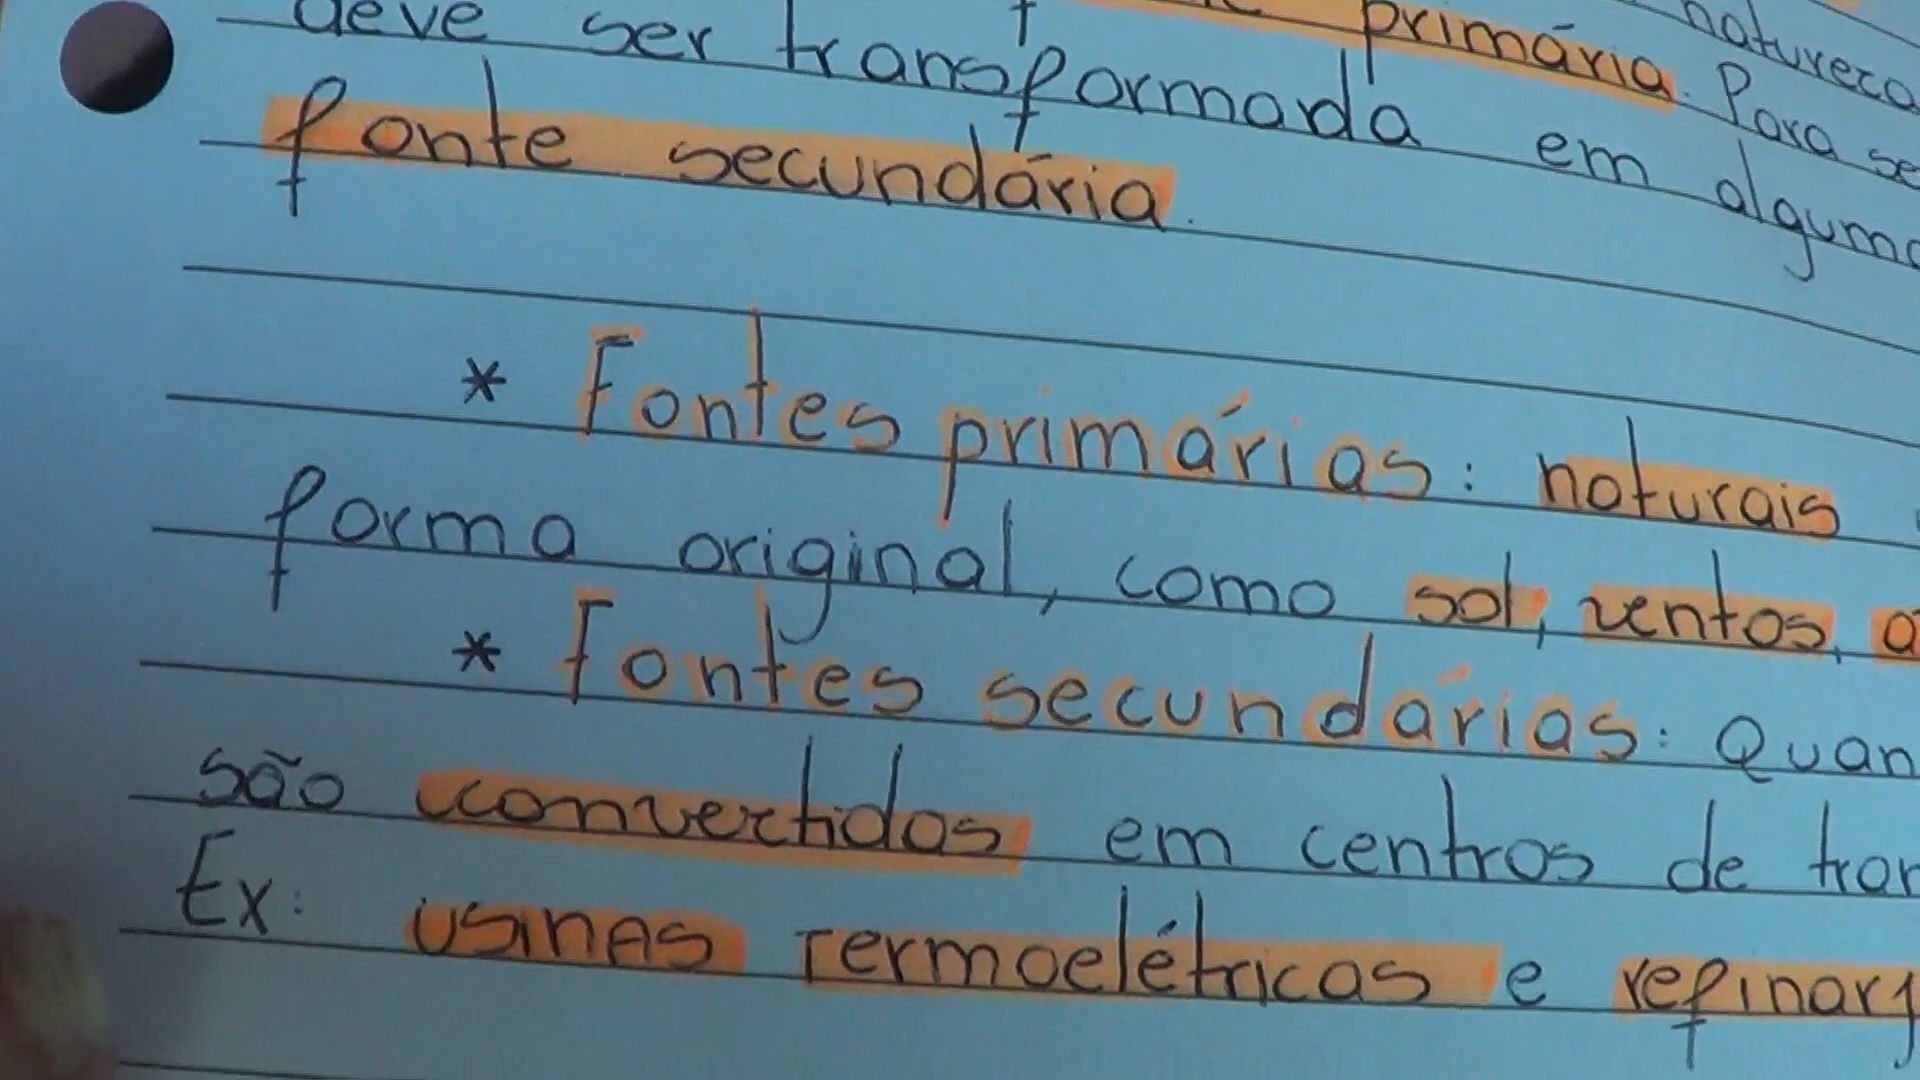 primária. Para se
deve ser transformada em alguma
fonte secundária.
* Fontes primárias: naturais
forma original, como sol, ventos,
* Fontes secundárias: Quan
são convertidas em centros de tran
Ex: usinas termoelétricas e refinar